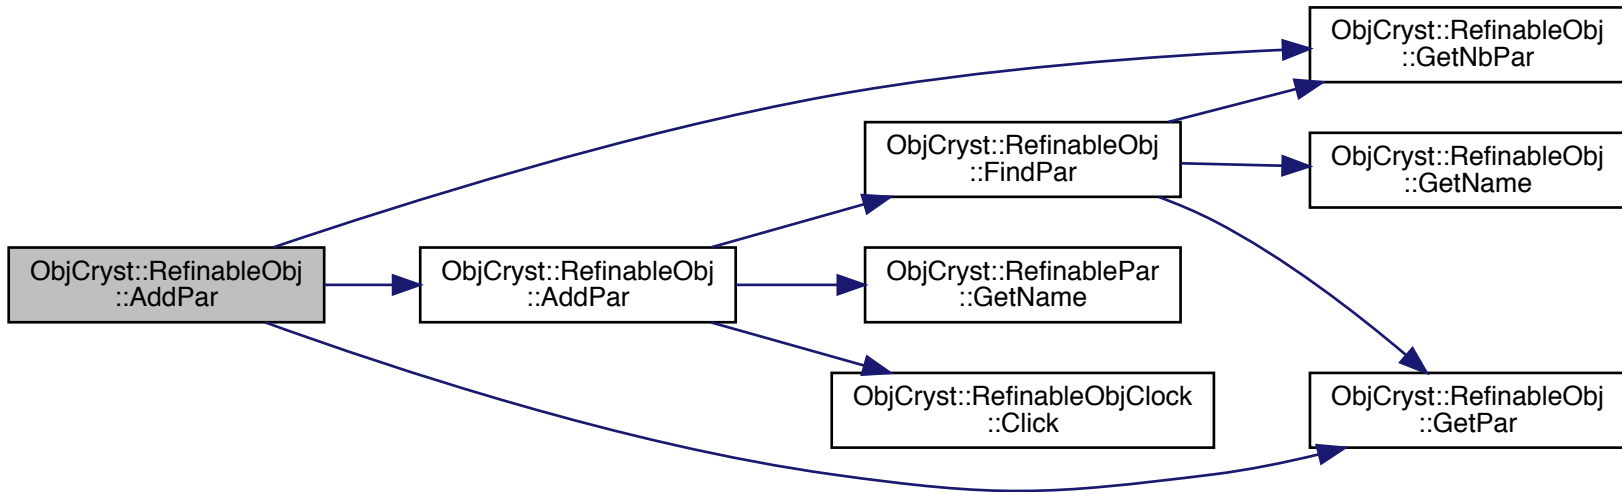 ObjCryst::RefinableObj
::AddPar
ObjCryst::RefinableObj
::AddPar
ObjCryst::RefinableObj
::FindPar
ObjCryst::RefinablePar
::GetName
ObjCryst::RefinableObjClock
::Click
ObjCryst::RefinableObj
::GetNbPar
ObjCryst::RefinableObj
::GetName
ObjCryst::RefinableObj
::GetPar